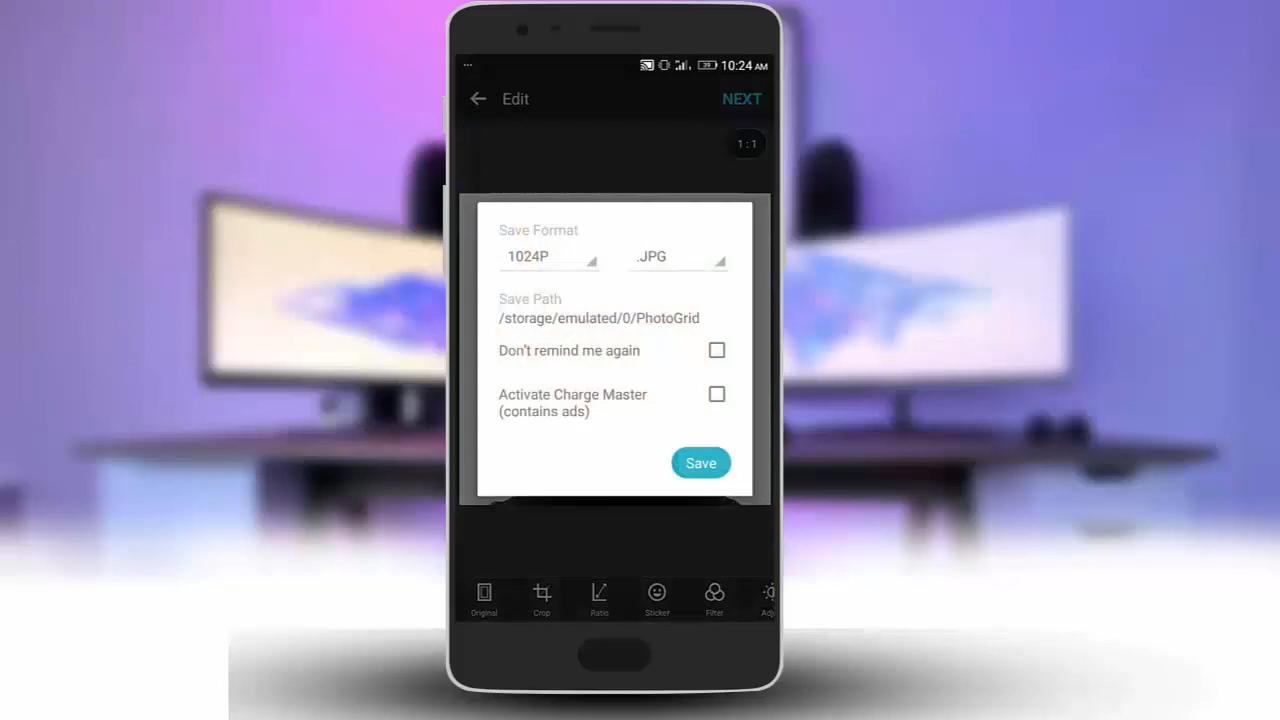 ... 39 10:24 AM
Edit NEXT
1:1
Save Format
1024P .JPG
Save Path
/storage/emulated/0/PhotoGrid
Don't remind me again
Activate Charge Master
(contains ads)
Save
Original Crop Ratio Sticker Filter Adj